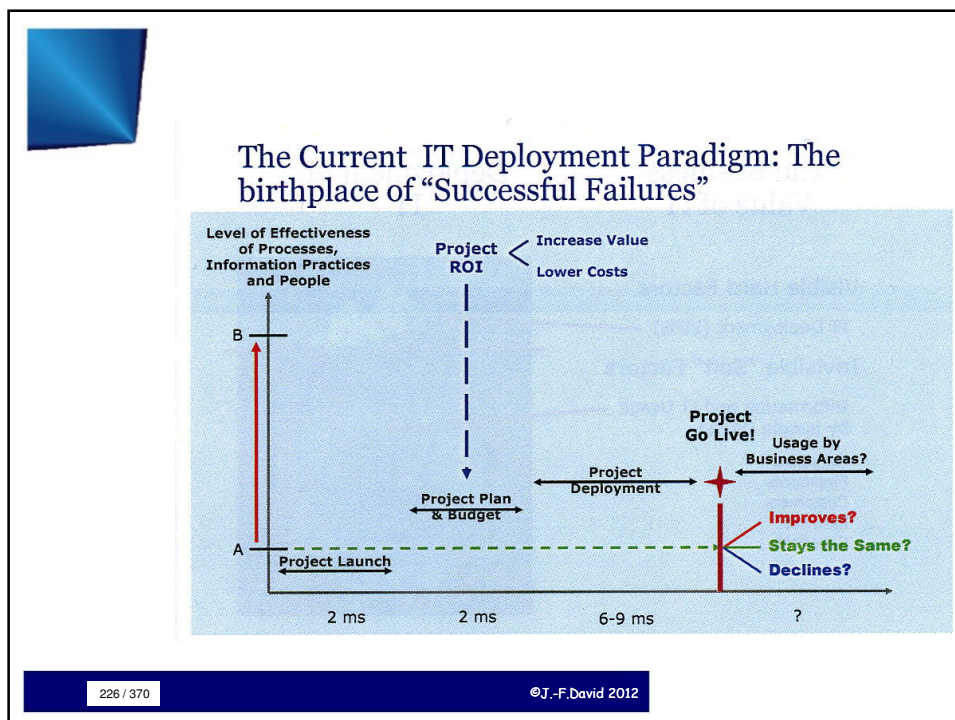 The Current IT Deployment Paradigm: The
birthplace of “Successful Failures”
Level of Effectiveness
of Processes,
Information Practices
and People
Project
ROI
Increase Value
Lower Costs
B
Project
Go Live!
Usage by
Business Areas?
Project
Deployment
Project Plan
& Budget
Improves?
A
Stays the Same?
Project Launch
Declines?
2 ms
2 ms
6-9 ms
?
226 / 370
©J.-F.David 2012